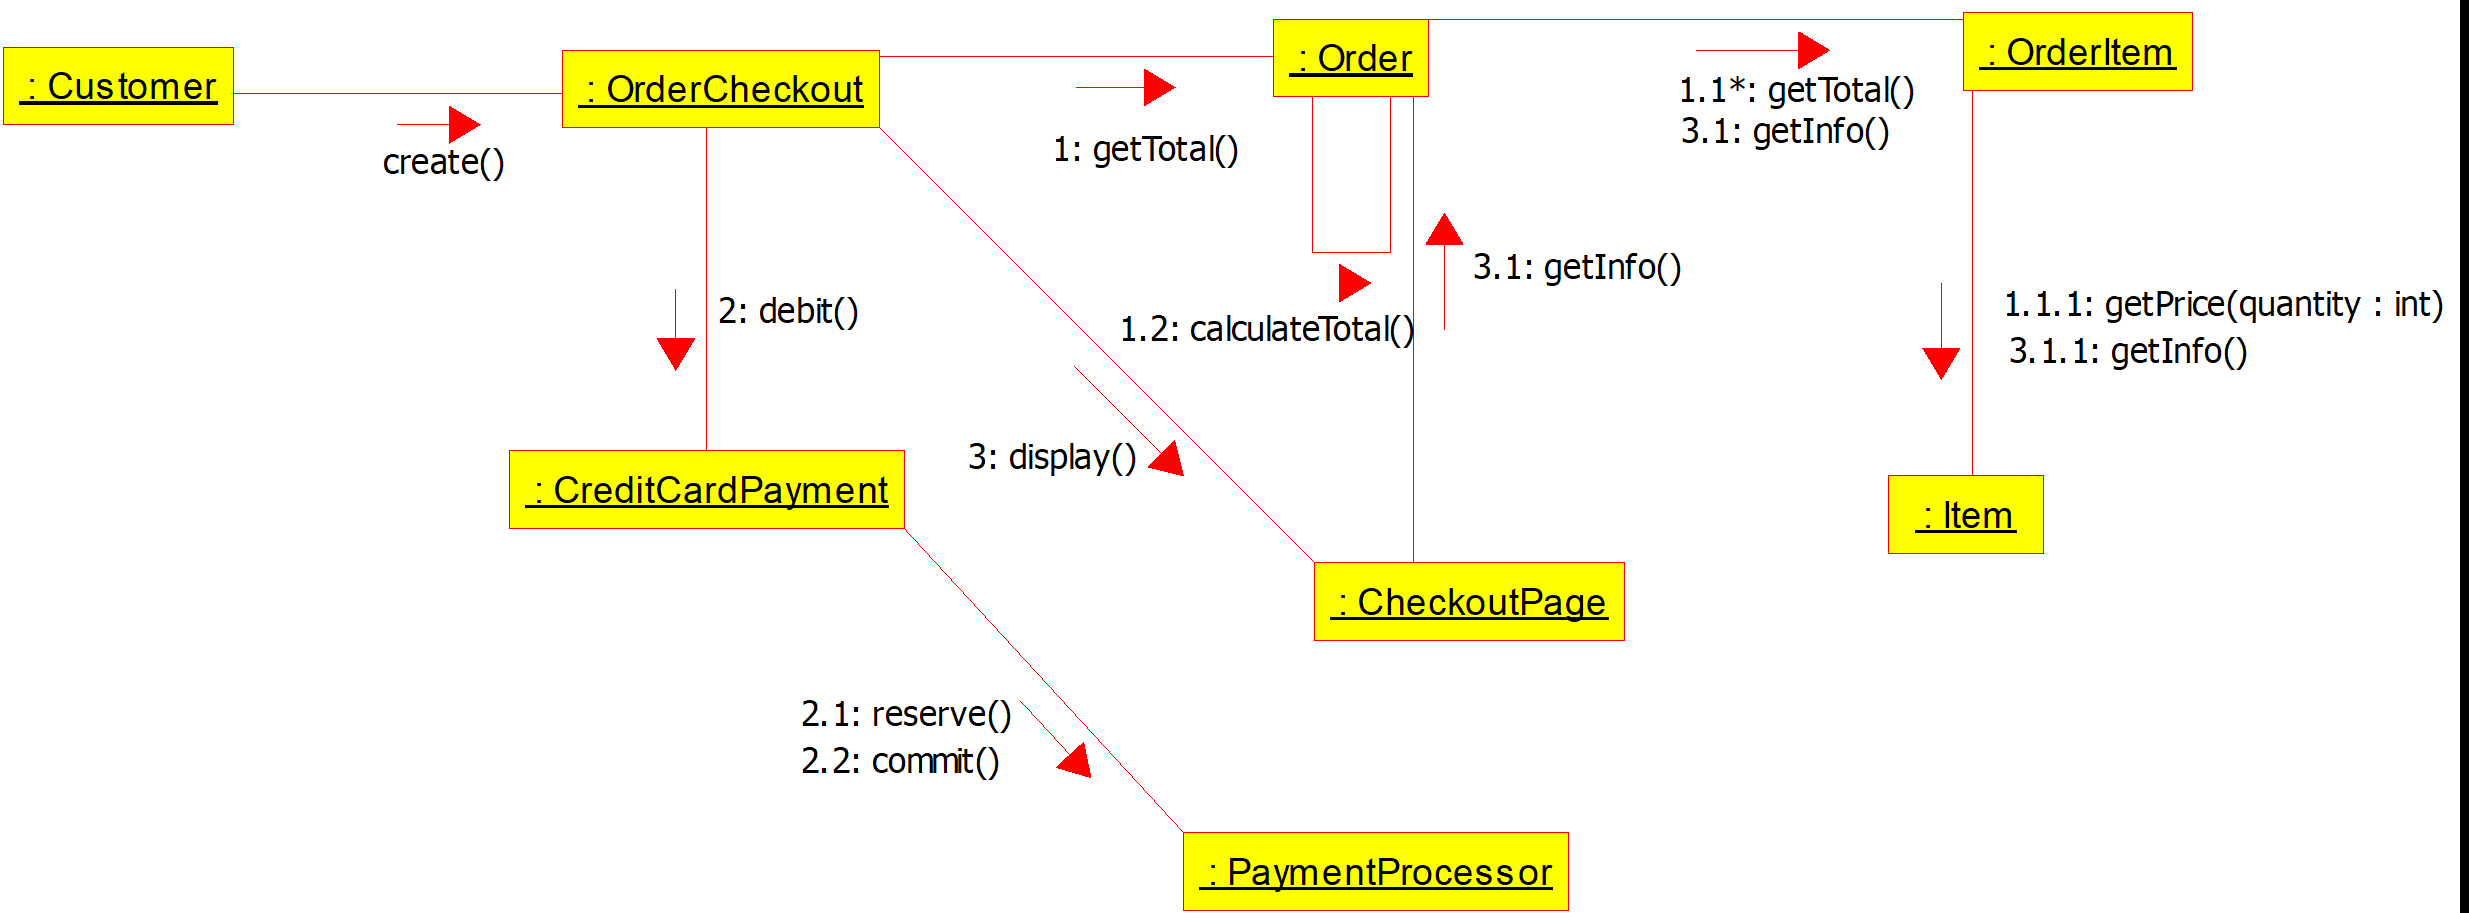 : Customer
create()
: OrderCheckout
1: getTotal()
: Order
1.1*: getTotal()
3.1: getInfo()
: OrderItem
2: debit()
1.2: calculateTotal()
3.1: getInfo()
1.1.1: getPrice(quantity : int)
3.1.1: getInfo()
3: display()
: CreditCardPayment
: Item
: CheckoutPage
2.1: reserve()
2.2: commit()
: PaymentProcessor